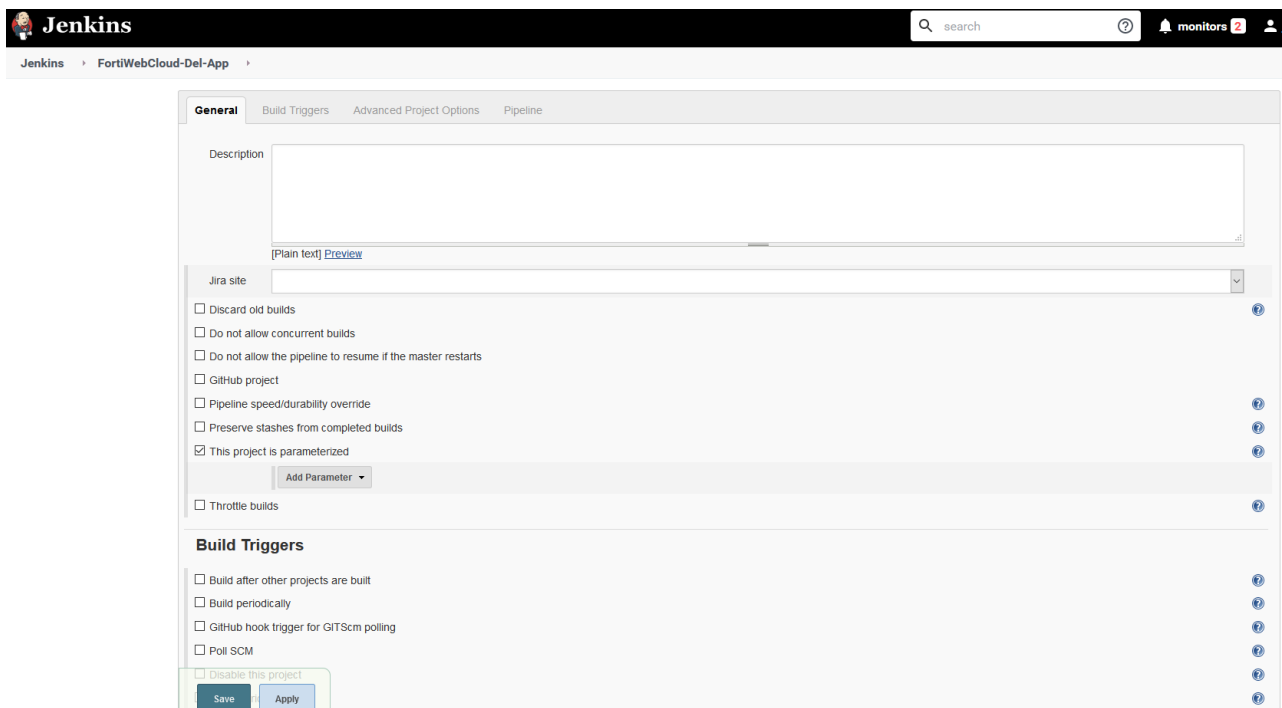 Jenkins
search
monitors 2
Jenkins
FortiWebCloud-Del-App
General Build Triggers Advanced Project Options Pipeline
Description
[Plain text] Preview
Jira site
Discard old builds
Do not allow concurrent builds
Do not allow the pipeline to resume if the master restarts
GitHub project
Pipeline speed/durability override
Preserve stashes from completed builds
This project is parameterized
Add Parameter
Throttle builds
Build Triggers
Build after other projects are built
Build periodically
GitHub hook trigger for GITScm polling
Poll SCM
Disable this project
Save Apply